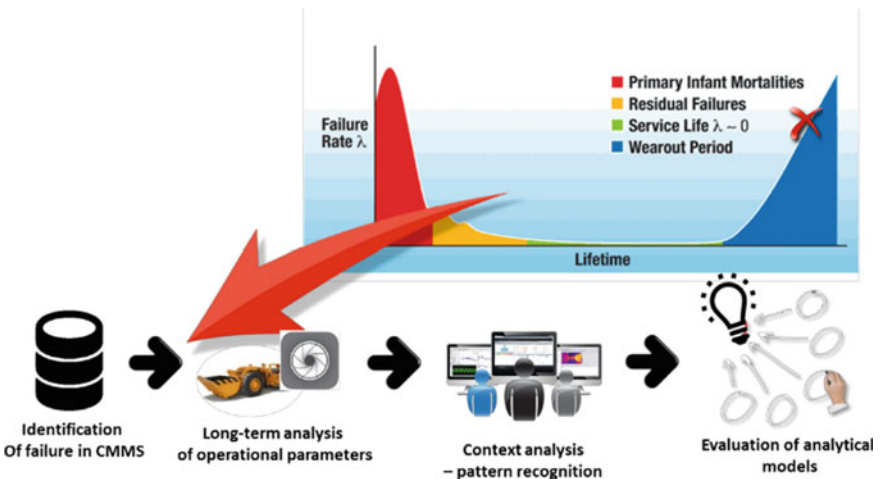 Primary Infant Mortalities
Residual Failures
Service Life λ ~ 0
Wearout Period
Failure
Rate λ
Lifetime
Identification
Of failure in CMMS
Long-term analysis
of operational parameters
Context analysis
– pattern recognition
Evaluation of analytical
models